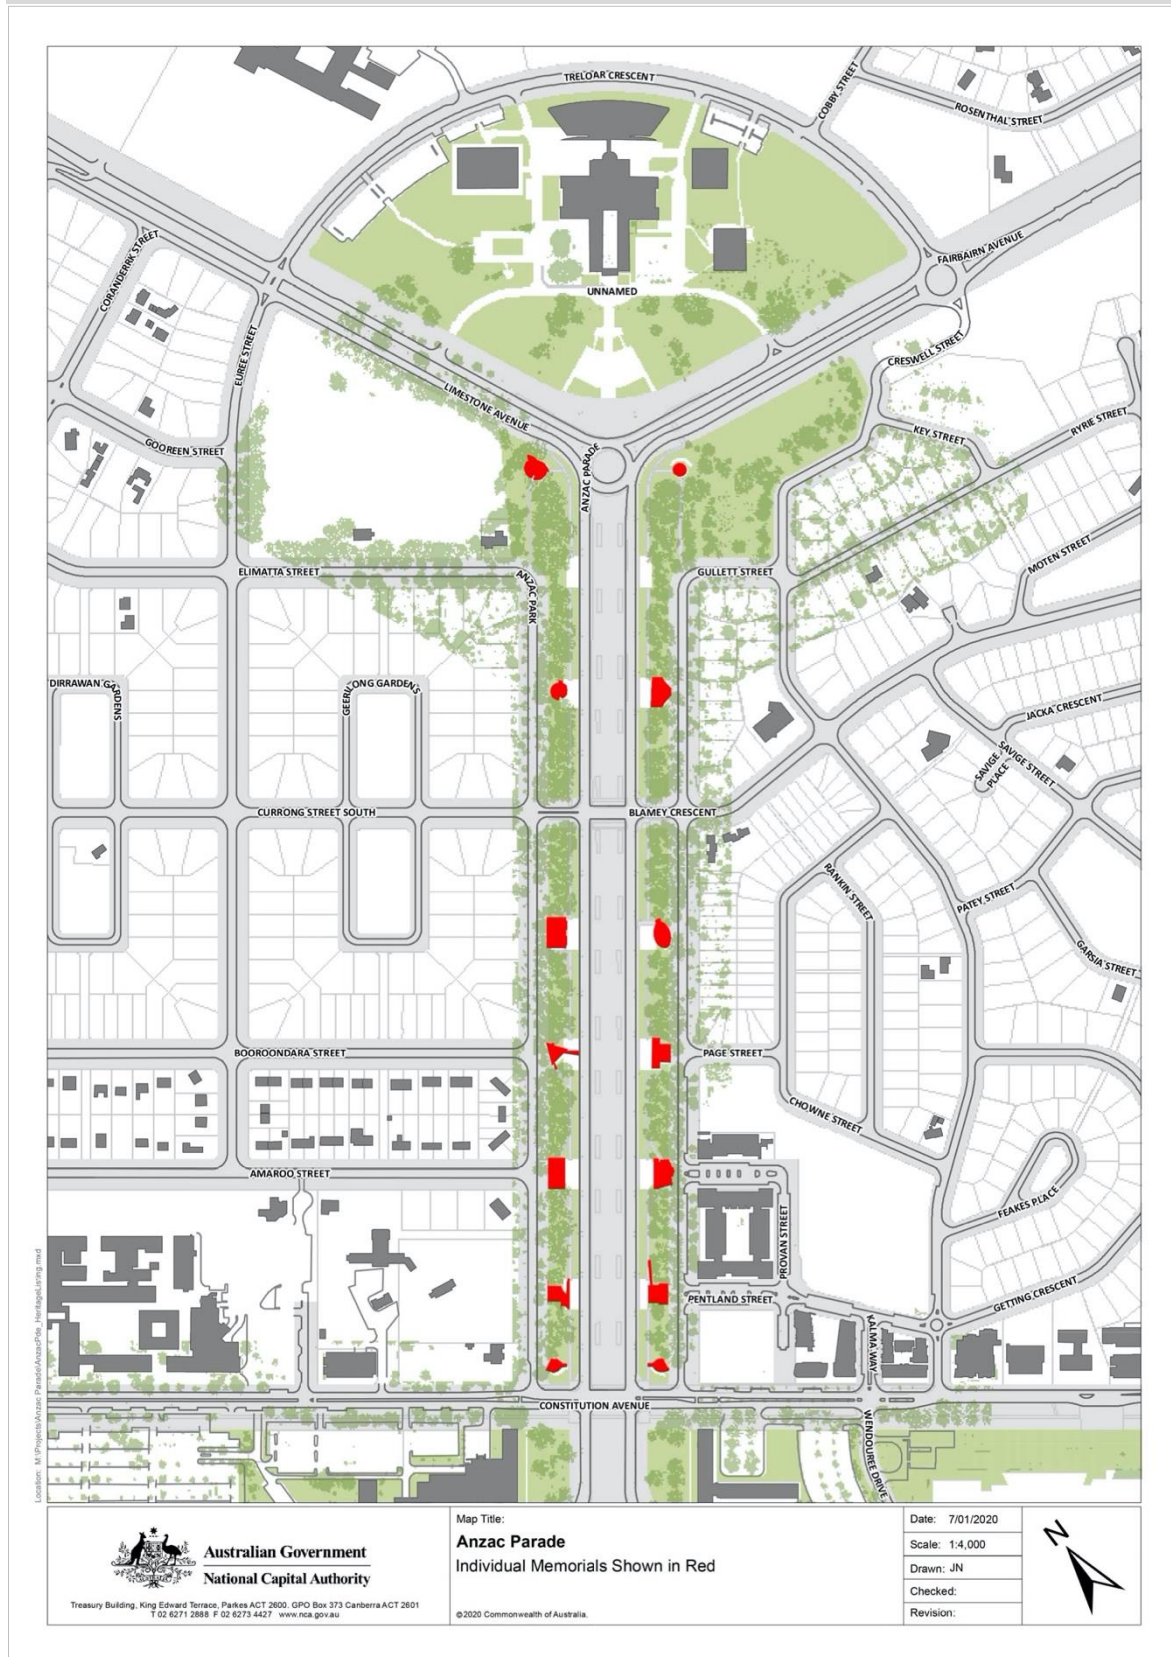 TRELOAR CRESCENT
COBBY STREET
ROSENTHAL STREET
CORANDERRK STREET
FAIRBAIRN AVENUE
UNNAMED
EUREE STREET
CRESWELL STREET
LIMESTONE AVENUE
GOOREEN STREET
KEY STREET
RYRIE STREET
ANZAC PARADE
ELIMATTA STREET
ANZAC PARK
GULLETT STREET
MOTEN STREET
DIRRAWAN GARDENS
GEERILONG GARDENS
JACKA CRESCENT
SAVIGE STREET
SAVIGE
PLACE
CURRONG STREET SOUTH
BLAMEY CRESCENT
RANKIN STREET
PATEY STREET
GARSIA STREET
BOOROONDARA STREET
PAGE STREET
CHOWNE STREET
AMAROO STREET
FEAKES PLACE
PROVAN STREET
PENTLAND STREET
GETTING CRESCENT
KALMA WAY
CONSTITUTION AVENUE
WENDOUREE DRIVE
Location: M:\Projects\Anzac Parade\AnzacPde_HeritageListing.mxd
Australian Government
National Capital Authority
Treasury Building, King Edward Terrace, Parkes ACT 2600. GPO Box 373 Canberra ACT 2601
T 02 6271 2888 F 02 6273 4427 www.nca.gov.au
Map Title:
Anzac Parade
Individual Memorials Shown in Red
©2020 Commonwealth of Australia.
Date: 7/01/2020
Scale: 1:4,000
Drawn: JN
Checked:
Revision:
N